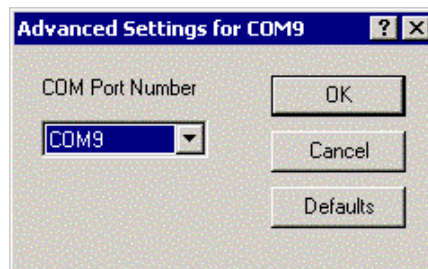 Advanced Settings for COM9
COM Port Number
OK
COM9
Cancel
Defaults